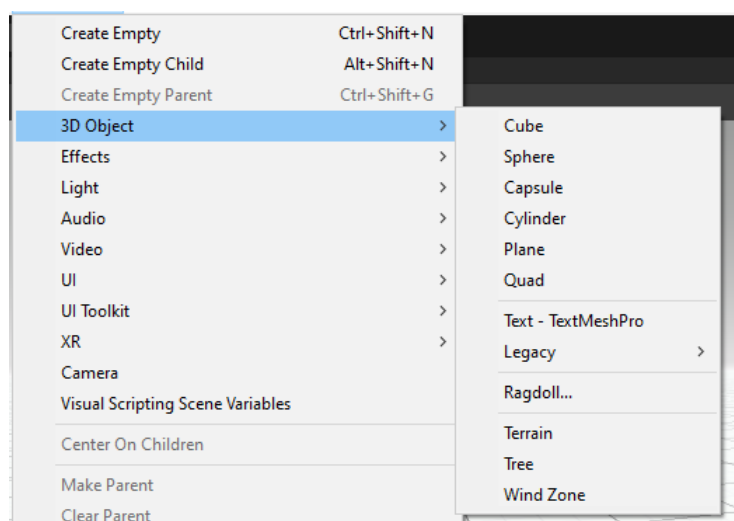 Create Empty Ctrl+Shift+N
Create Empty Child Alt+Shift+N
Create Empty Parent Ctrl+Shift+G
3D Object
Effects
Light
Audio
Video
UI
UI Toolkit
XR
Camera
Visual Scripting Scene Variables
Center On Children
Make Parent
Clear Parent
Cube
Sphere
Capsule
Cylinder
Plane
Quad
Text - TextMeshPro
Legacy
Ragdoll...
Terrain
Tree
Wind Zone